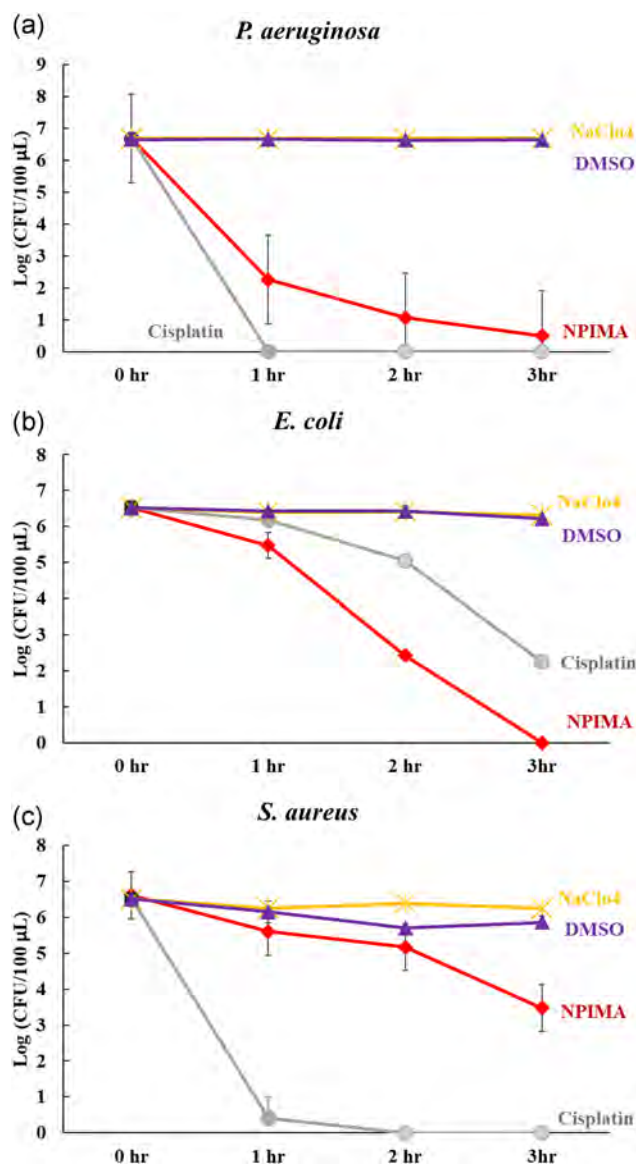 (a)
P. aeruginosa
Log (CFU/100 µL)
9
8
7
6
5
4
3
2
1
0
NaClo4
DMSO
Cisplatin
NPIMA
0 hr 1 hr 2 hr 3hr
(b)
E. coli
Log (CFU/100 µL)
8
7
6
5
4
3
2
1
0
NaClo4
DMSO
Cisplatin
NPIMA
0 hr 1 hr 2 hr 3hr
(c)
S. aureus
Log (CFU/100 µL)
8
7
6
5
4
3
2
1
0
NaClo4
DMSO
NPIMA
Cisplatin
0 hr 1 hr 2 hr 3hr